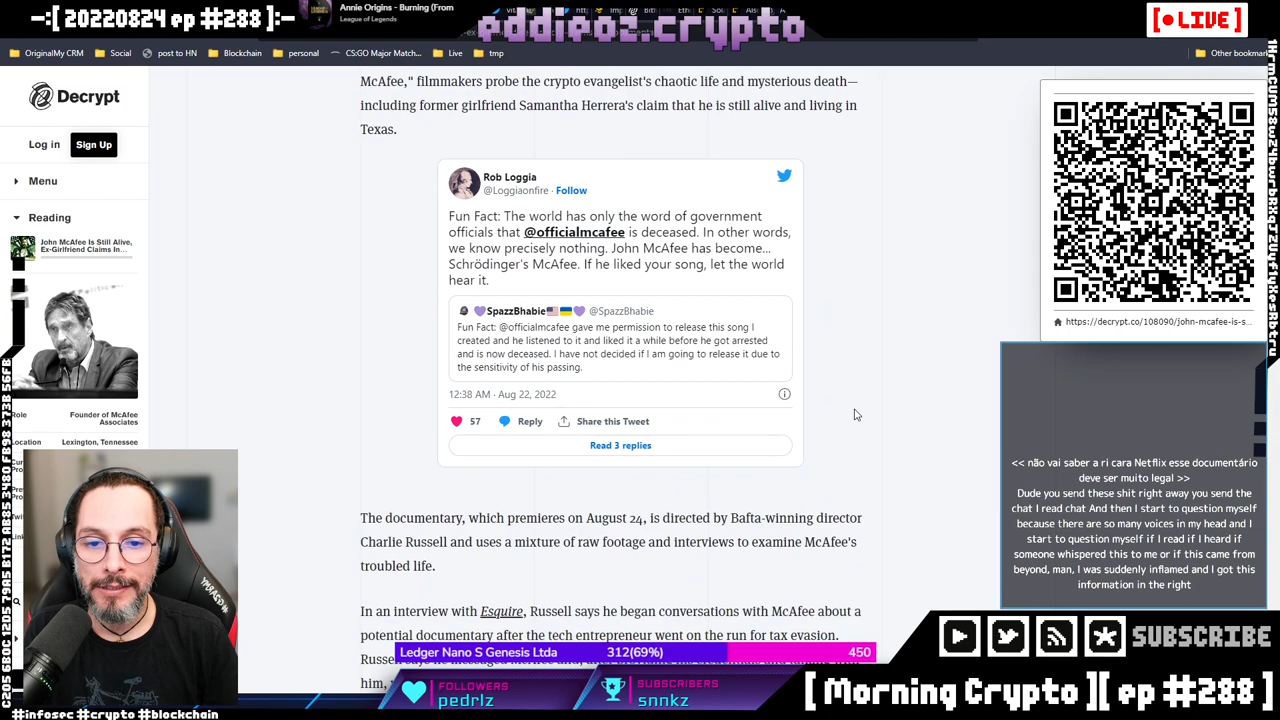 -:[ 20220824 ep #288 ]:-
Annie Origins - Burning (From
League of Legends
eddieoz.crypto
[ LIVE ]
OriginalMy CRM
Social
post to HN
Blockchain
personal
CS:GO Major Match...
Live
tmp
Other bookmar
Decrypt
Log in
Sign Up
Menu
Reading
John McAfee Is Still Alive,
Ex-Girlfriend Claims In...
Role
Founder of McAfee
Associates
Location
Lexington, Tennessee
McAfee," filmmakers probe the crypto evangelist's chaotic life and mysterious death—
including former girlfriend Samantha Herrera's claim that he is still alive and living in
Texas.
Rob Loggia
@Loggiaonfire · Follow
Fun Fact: The world has only the word of government
officials that @officialmcafee is deceased. In other words,
we know precisely nothing. John McAfee has become...
Schrödinger's McAfee. If he liked your song, let the world
hear it.
💜SpazzBhabie🇺🇸🇺🇦💜 @SpazzBhabie
Fun Fact: @officialmcafee gave me permission to release this song I
created and he listened to it and liked it a while before he got arrested
and is now deceased. I have not decided if I am going to release it due to
the sensitivity of his passing.
12:38 AM · Aug 22, 2022
57
Reply
Share this Tweet
Read 3 replies
The documentary, which premieres on August 24, is directed by Bafta-winning director
Charlie Russell and uses a mixture of raw footage and interviews to examine McAfee's
troubled life.
In an interview with Esquire, Russell says he began conversations with McAfee about a
potential documentary after the tech entrepreneur went on the run for tax evasion.
him,
https://decrypt.co/108090/john-mcafee-is-s...
<< não vai saber a ri cara Netflix esse documentário
deve ser muito legal >>
Dude you send these shit right away you send the
chat I read chat And then I start to question myself
because there are so many voices in my head and I
start to question myself if I read if I heard if
someone whispered this to me or if this came from
beyond, man, I was suddenly inflamed and I got this
information in the right
Ledger Nano S Genesis Ltda
312(69%)
450
FOLLOWERS
pedrlz
SUBSCRIBERS
snnkz
SUBSCRIBE
[ Morning Crypto ][ ep #288 ]
#infosec #crypto #blockchain